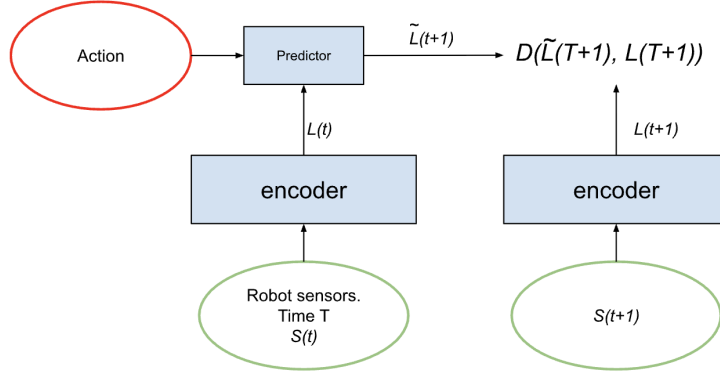 L̃(t+1)
Action
Predictor
D(L̃(T+1), L(T+1))
L(t)
L(t+1)
encoder
encoder
Robot sensors.
Time T
S(t)
S(t+1)